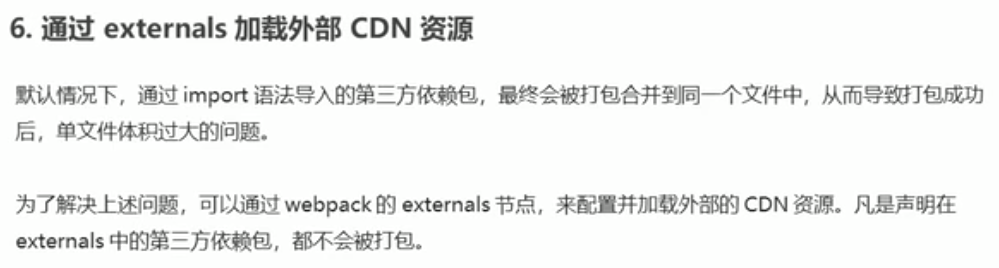 6. 通过 externals 加载外部 CDN 资源
默认情况下，通过 import 语法导入的第三方依赖包，最终会被打包合并到同一个文件中，从而导致打包成功
后，单文件体积过大的问题。
为了解决上述问题，可以通过 webpack 的 externals 节点，来配置并加载外部的 CDN 资源。凡是声明在
externals 中的第三方依赖包，都不会被打包。